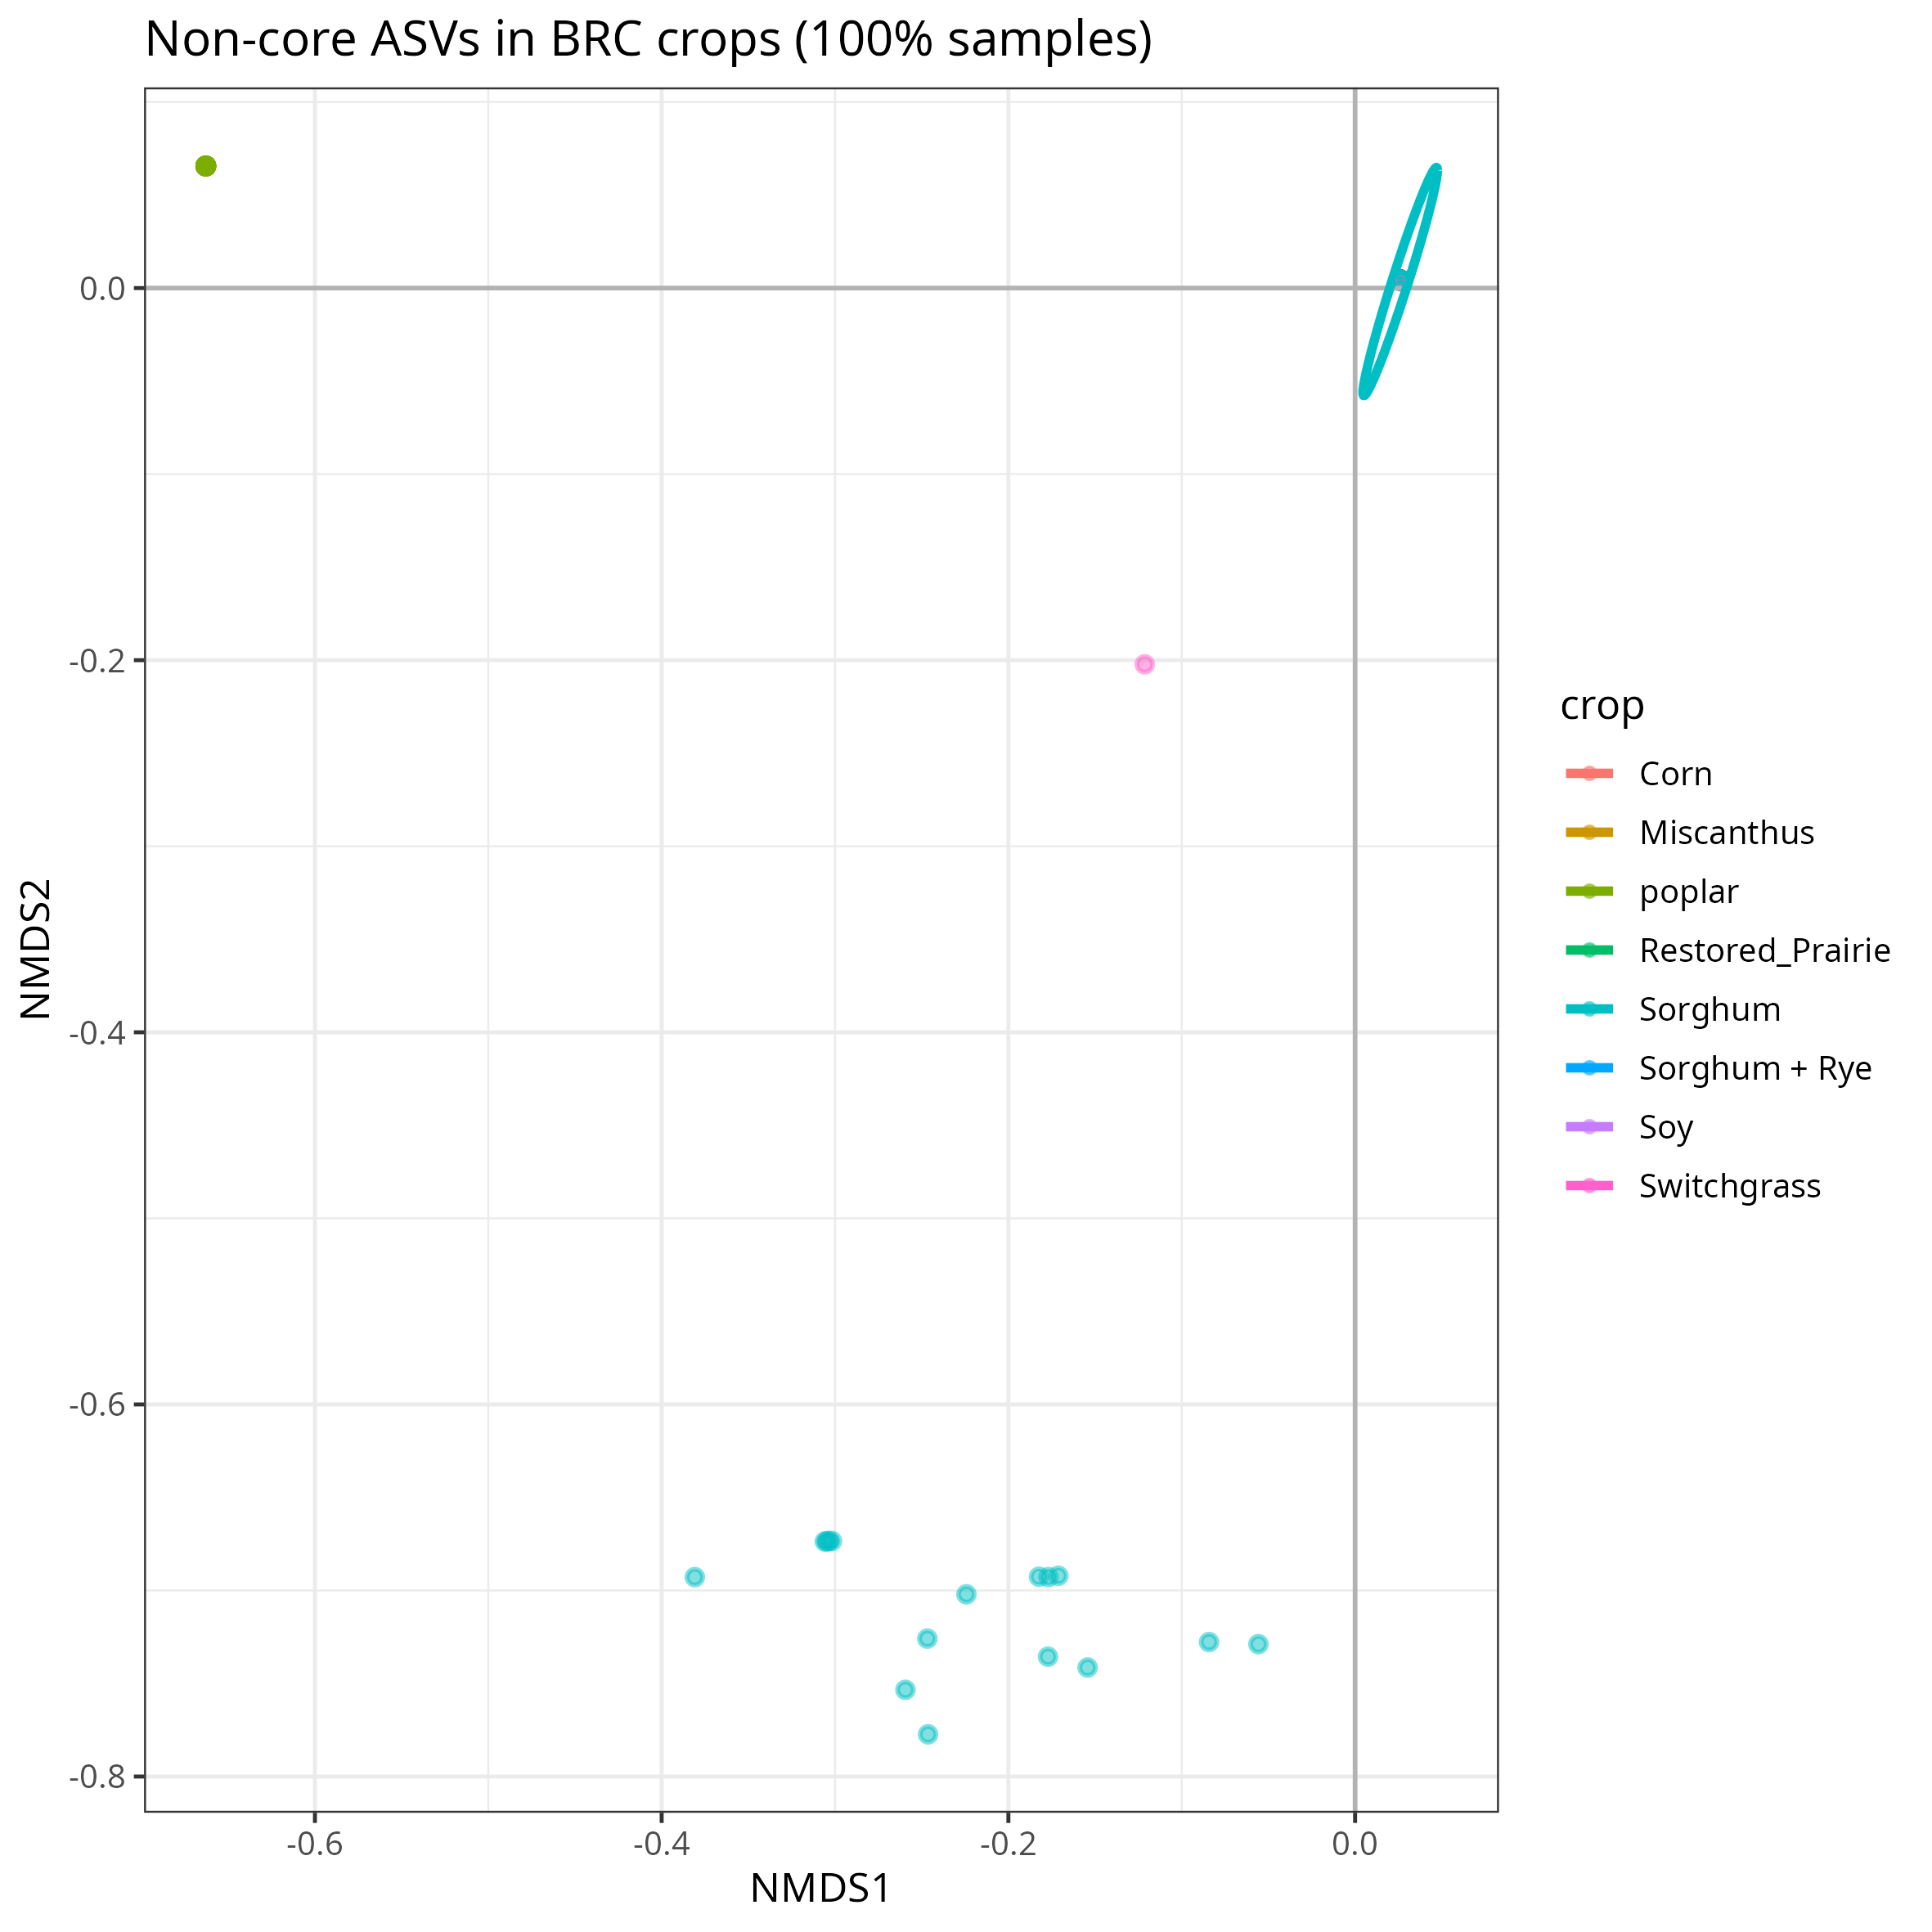 Non-core ASVs in BRC crops (100% samples)
0.0
-0.2
-0.4
-0.6
-0.8
NMDS2
-0.6
-0.4
-0.2
0.0
NMDS1
crop
Corn
Miscanthus
poplar
Restored_Prairie
Sorghum
Sorghum + Rye
Soy
Switchgrass